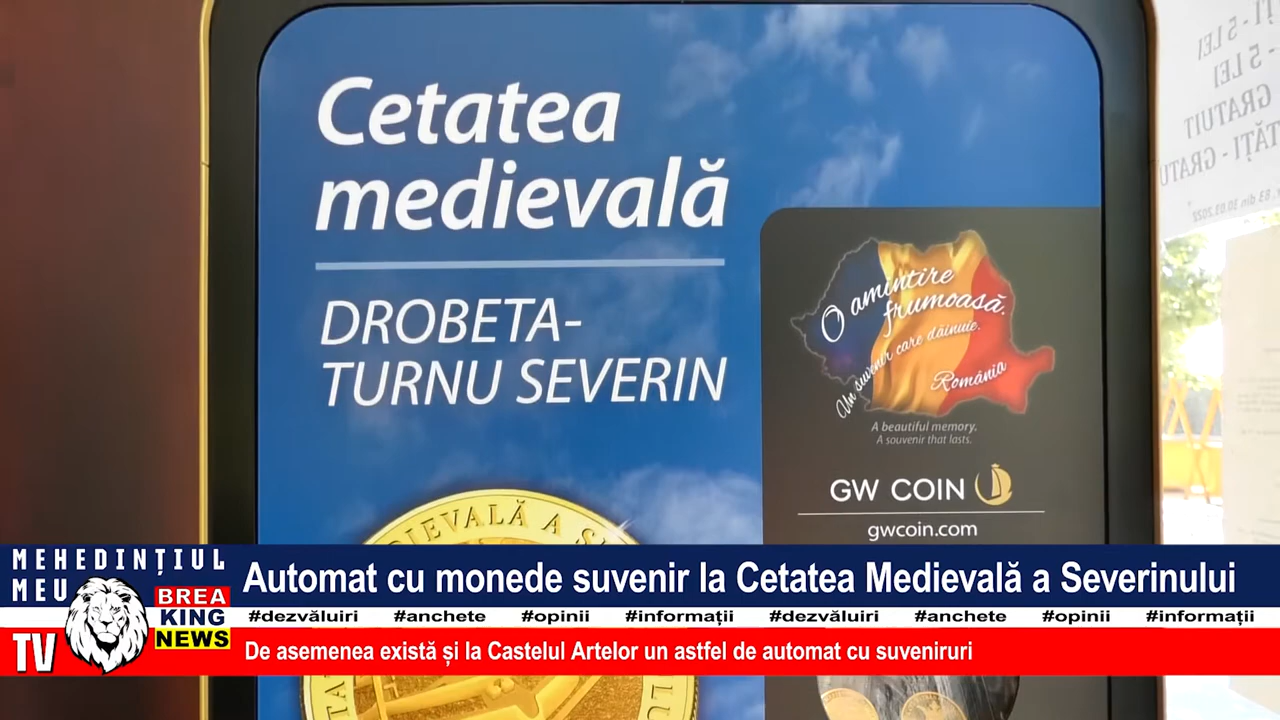 Cetatea
medievală
DROBETA-
TURNU SEVERIN
O amintire
frumoasă.
Un suvenir care dăinuie.
România
A beautiful memory.
A souvenir that lasts.
GW COIN
gwcoin.com
ȚI - 5 LEI
- 5 LEI
GRATUIT
MEHEDINȚIUL
MEU
TV
BREA
KING
NEWS
Automat cu monede suvenir la Cetatea Medievală a Severinului
#dezvăluiri #anchete #opinii #informații #dezvăluiri #anchete #opinii #informații
De asemenea există și la Castelul Artelor un astfel de automat cu suveniruri